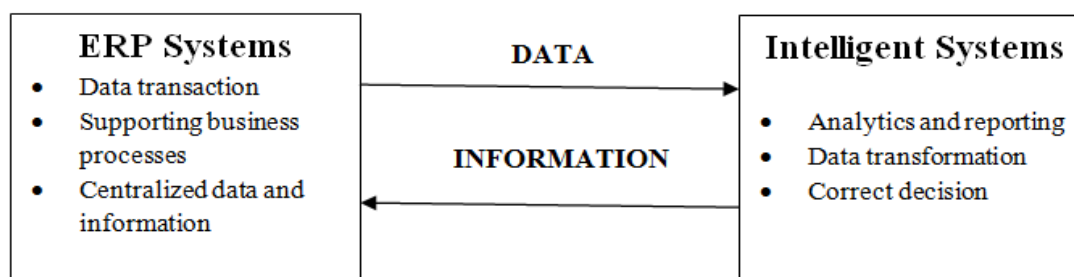 ERP Systems
• Data transaction
• Supporting business
processes
• Centralized data and
information
DATA
INFORMATION
Intelligent Systems
• Analytics and reporting
• Data transformation
• Correct decision